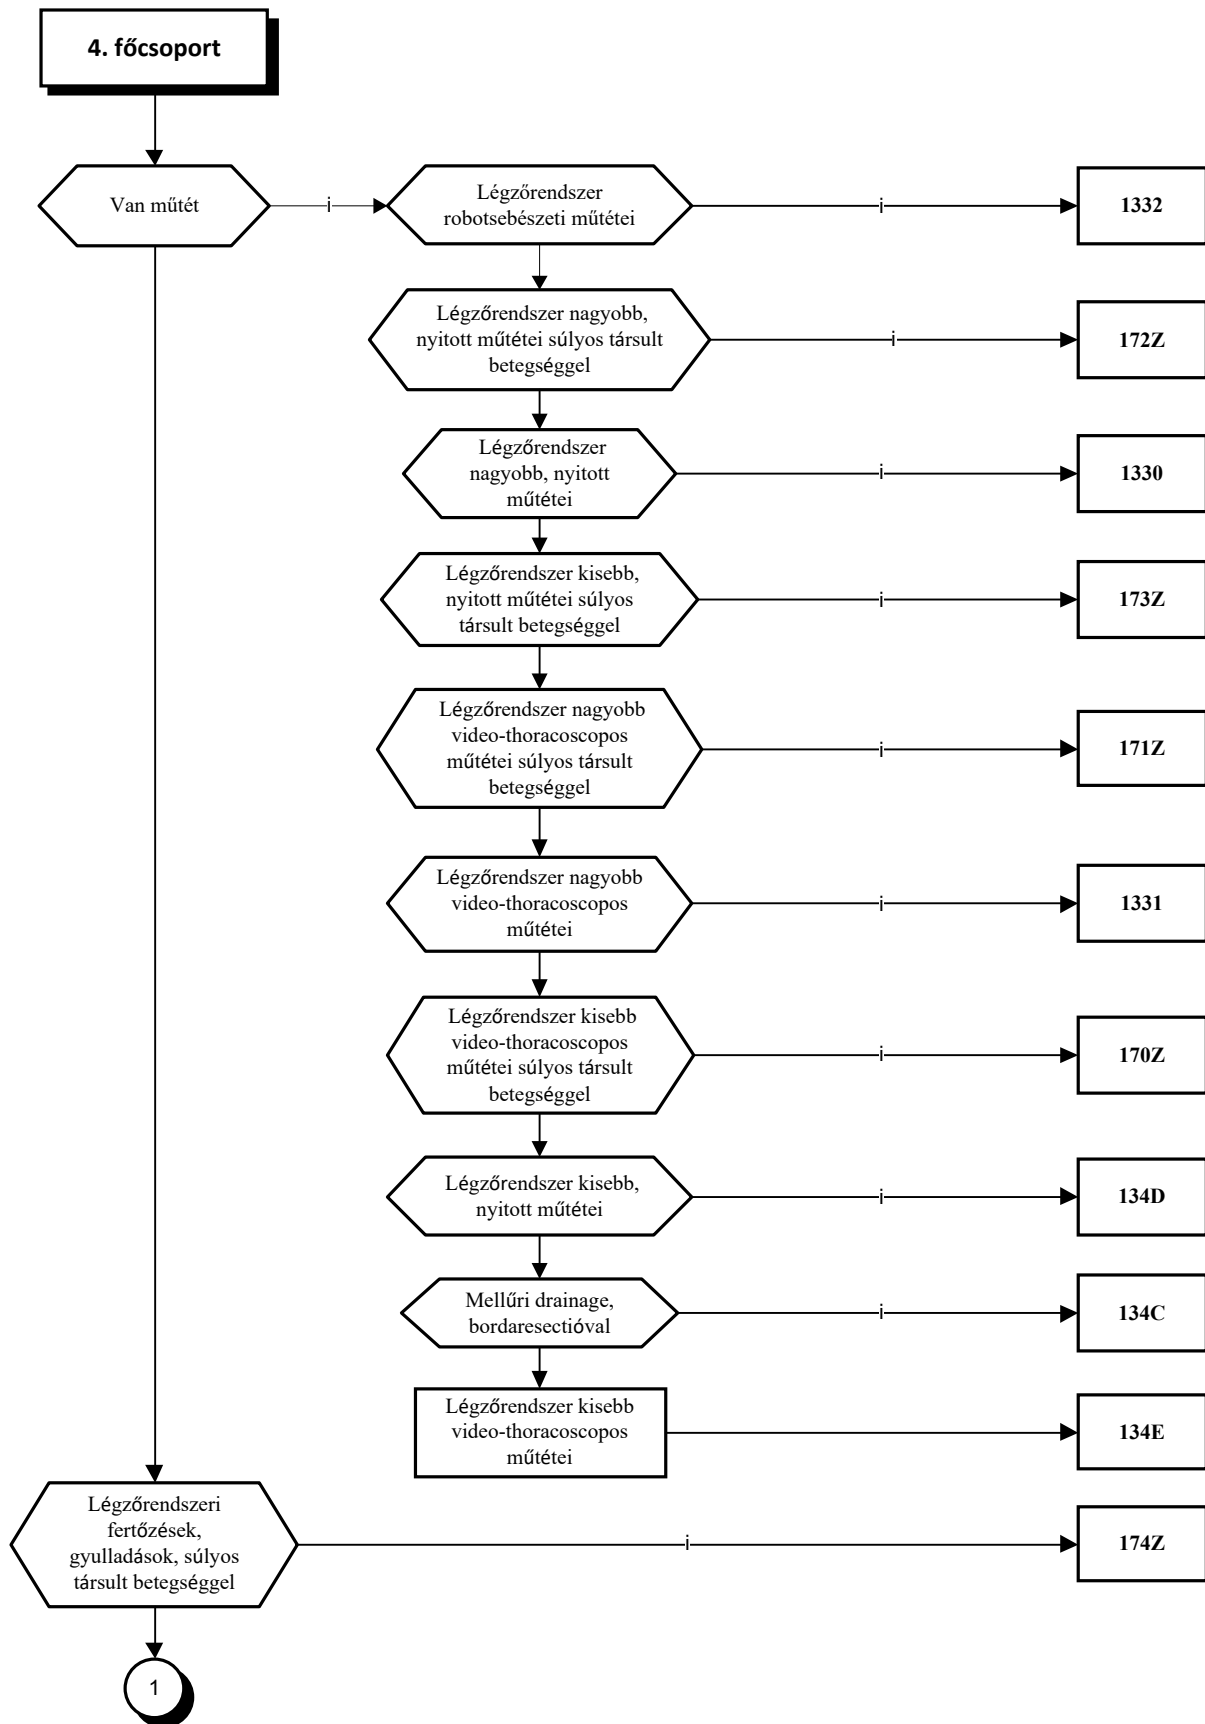 4. főcsoport
Van műtét
i
Légzőrendszer
robotsebészeti műtétei
i
1332
Légzőrendszer nagyobb,
nyitott műtétei súlyos társult
betegséggel
i
172Z
Légzőrendszer
nagyobb, nyitott
műtétei
i
1330
Légzőrendszer kisebb,
nyitott műtétei súlyos
társult betegséggel
i
173Z
Légzőrendszer nagyobb
video-thoracoscopos
műtétei súlyos társult
betegséggel
i
171Z
Légzőrendszer nagyobb
video-thoracoscopos
műtétei
i
1331
Légzőrendszer kisebb
video-thoracoscopos
műtétei súlyos társult
betegséggel
i
170Z
Légzőrendszer kisebb,
nyitott műtétei
i
134D
Mellűri drainage,
bordaresectióval
i
134C
Légzőrendszer kisebb
video-thoracoscopos
műtétei
134E
Légzőrendszeri
fertőzések,
gyulladások, súlyos
társult betegséggel
i
174Z
1